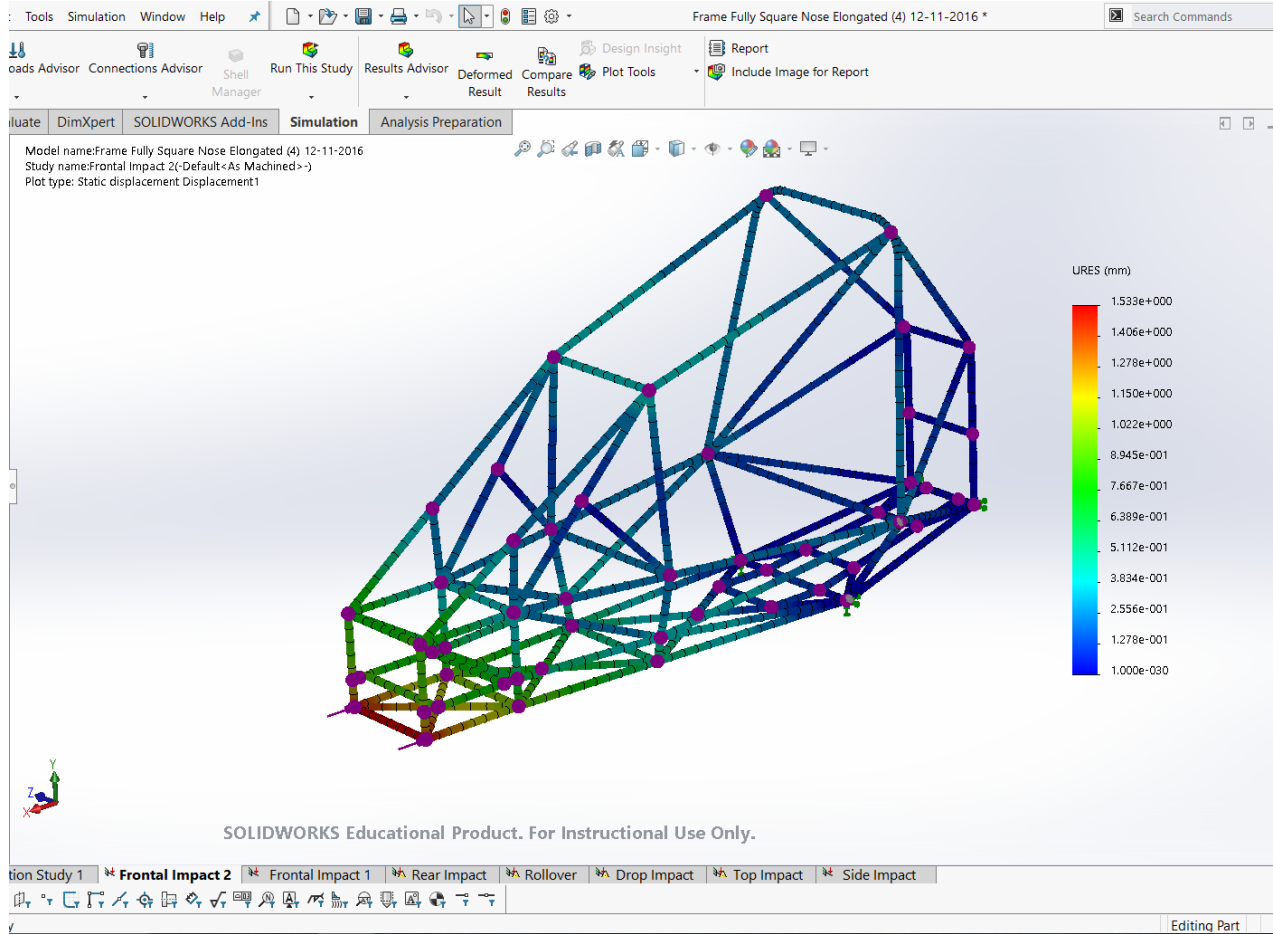 Tools Simulation Window Help
Frame Fully Square Nose Elongated (4) 12-11-2016 *
Search Commands
oads Advisor
Connections Advisor
Shell
Manager
Run This Study
Results Advisor
Deformed
Result
Compare
Results
Design Insight
Plot Tools
Report
Include Image for Report
luate DimXpert SOLIDWORKS Add-Ins Simulation Analysis Preparation
Model name:Frame Fully Square Nose Elongated (4) 12-11-2016
Study name:Frontal Impact 2(-Default<As Machined>-)
Plot type: Static displacement Displacement1
URES (mm)
1.533e+000
1.406e+000
1.278e+000
1.150e+000
1.022e+000
8.945e-001
7.667e-001
6.389e-001
5.112e-001
3.834e-001
2.556e-001
1.278e-001
1.000e-030
Y
Z
X
SOLIDWORKS Educational Product. For Instructional Use Only.
tion Study 1 Frontal Impact 2 Frontal Impact 1 Rear Impact Rollover Drop Impact Top Impact Side Impact
Editing Part